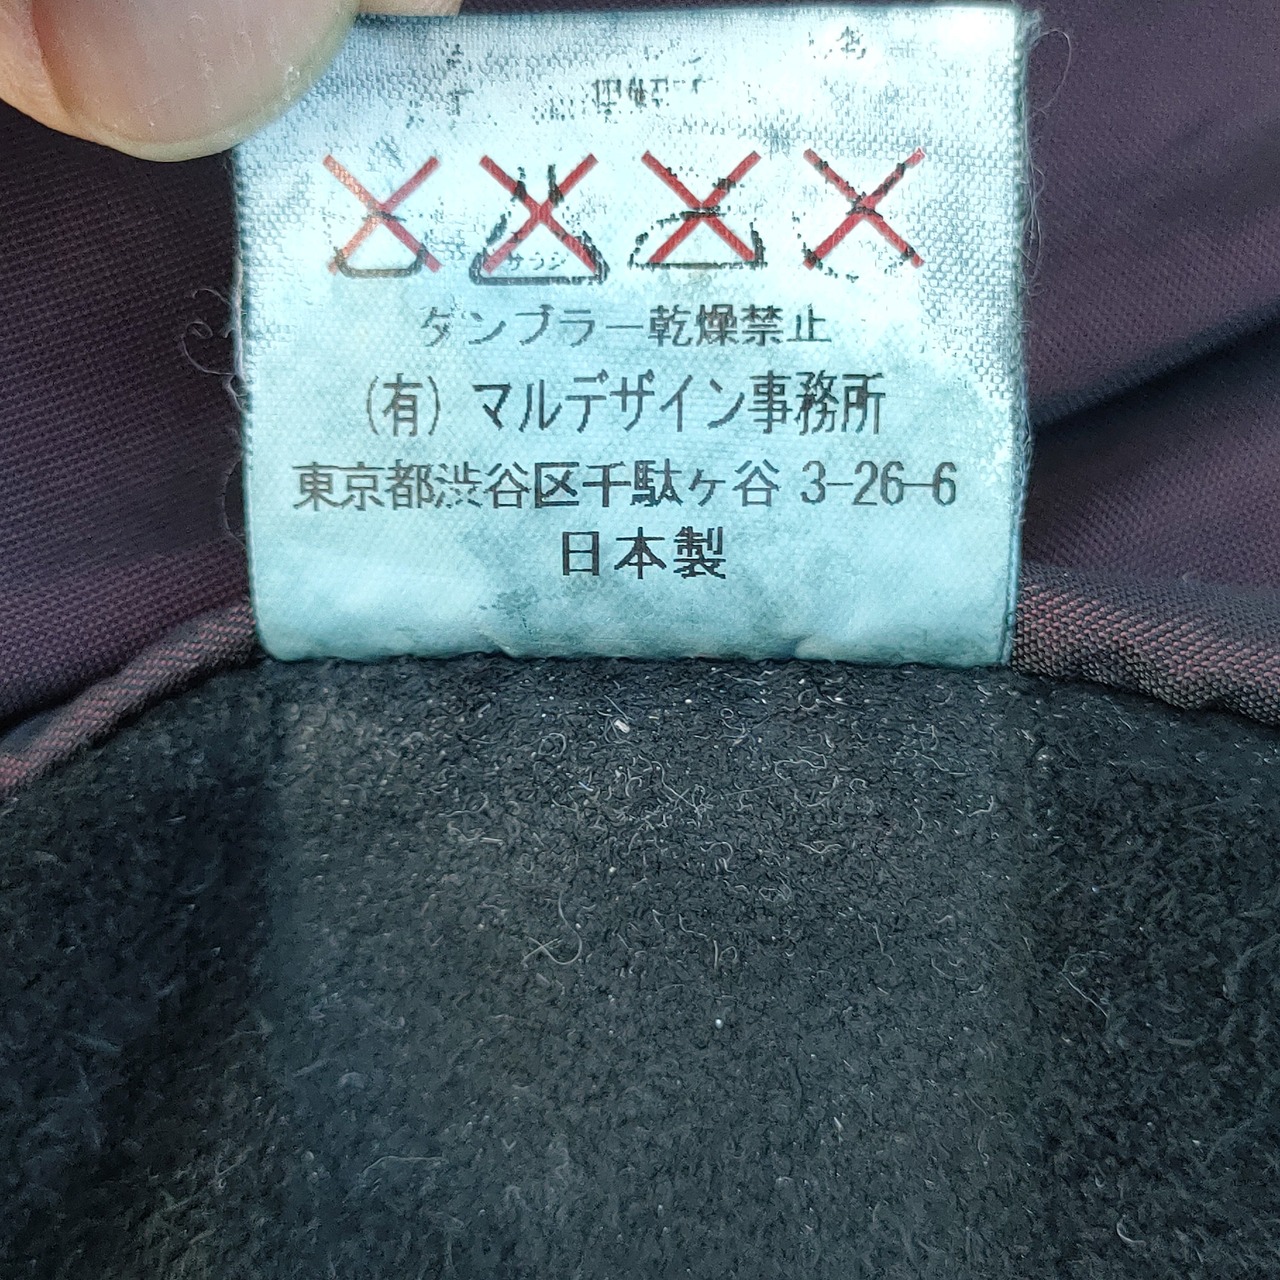 タンブラー乾燥禁止
(有) マルデザイン事務所
東京都渋谷区千駄ヶ谷 3-26-6
日本製